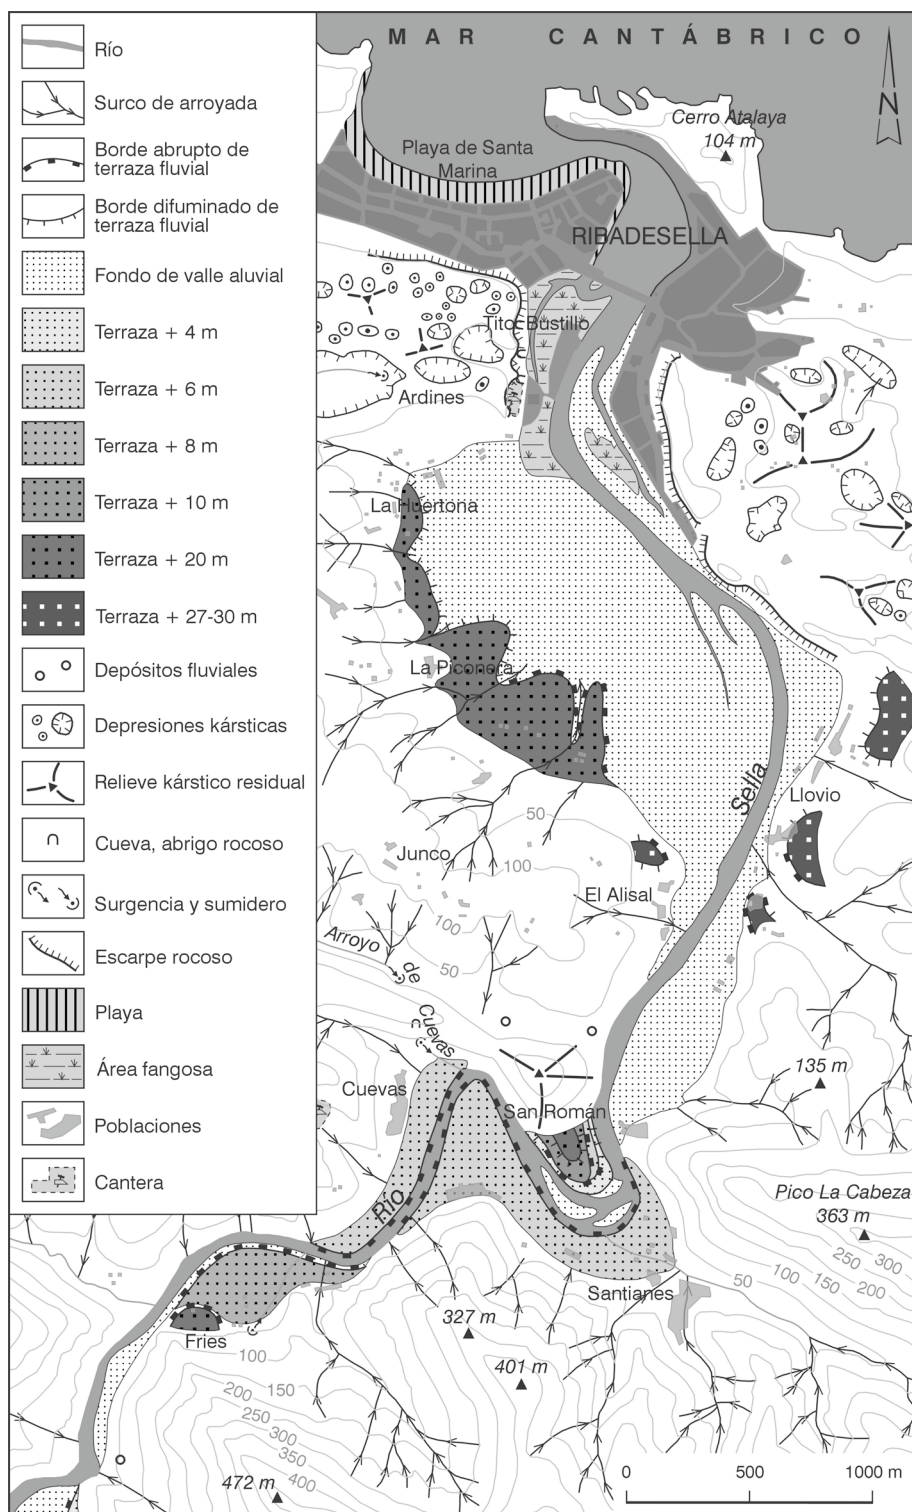 Río
Surco de arroyada
Borde abrupto de
terraza fluvial
Borde difuminado de
terraza fluvial
Fondo de valle aluvial
Terraza + 4 m
Terraza + 6 m
Terraza + 8 m
Terraza + 10 m
Terraza + 20 m
Terraza + 27-30 m
Depósitos fluviales
Depresiones kársticas
Relieve kárstico residual
Cueva, abrigo rocoso
Surgencia y sumidero
Escarpe rocoso
Playa
Área fangosa
Poblaciones
Cantera
MAR CANTÁBRICO
N
Cerro Atalaya
104 m
Playa de Santa
Marina
RIBADESELLA
Tito Bustillo
Ardines
La Huertona
La Piconera
Sella
Llovio
50
Junco
100
El Alisal
100
Arroyo de Cuevas
50
135 m
Cuevas
San Román
Río
Pico La Cabeza
363 m
250
300
50
100
150
200
Santianes
327 m
Fries
401 m
100
200
150
250
300
350
400
472 m
0
500
1000 m